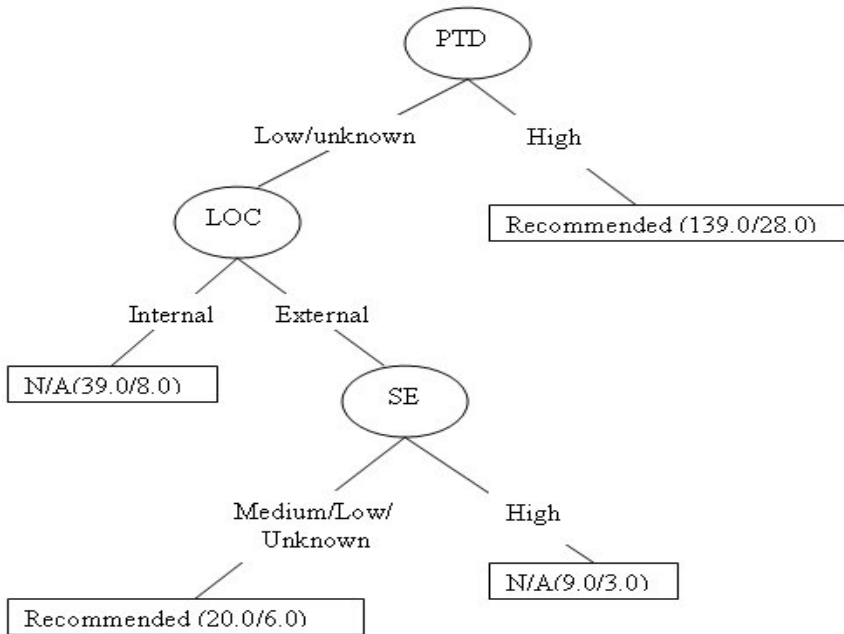 PTD
Low/unknown
High
LOC
Recommended (139.0/28.0)
Internal
External
N/A(39.0/8.0)
SE
Medium/Low/
Unknown
High
N/A(9.0/3.0)
Recommended (20.0/6.0)